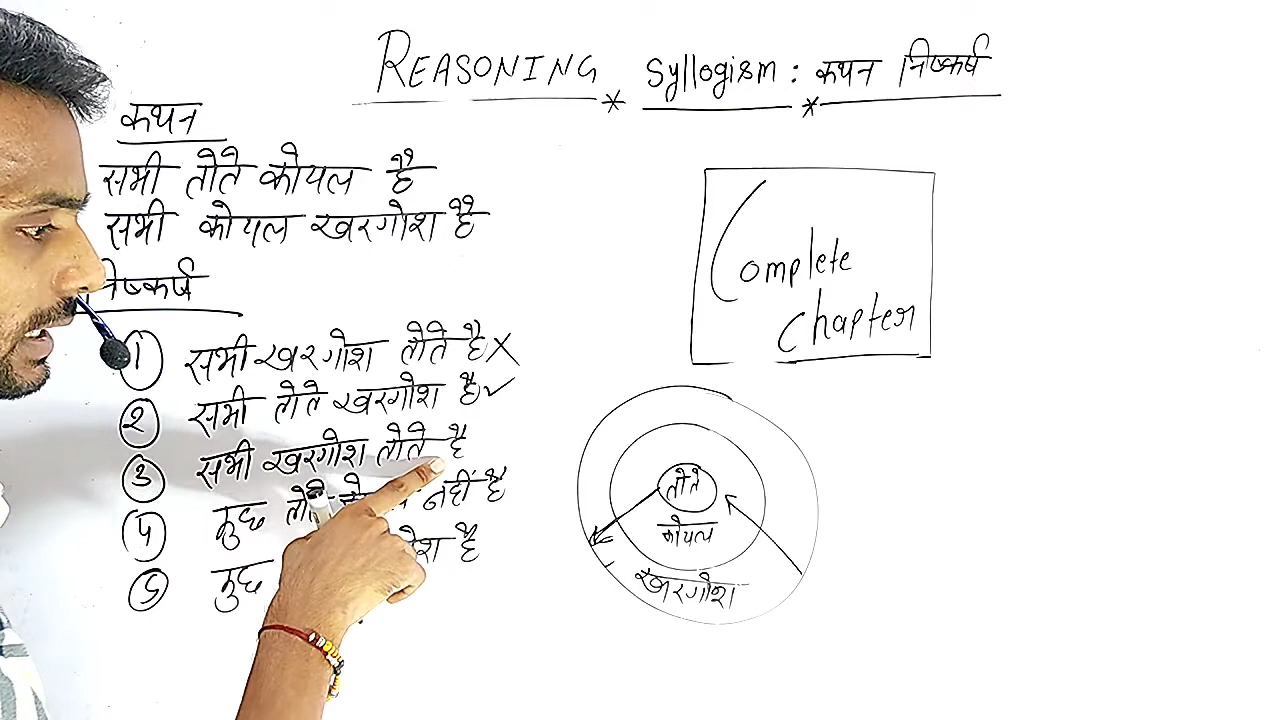 REASONING * Syllogism : * कथन निष्कर्ष
कथन
सभी तोते कोयल है
सभी कोयल खरगोश है
निष्कर्ष
1 सभी खरगोश तोते है X
2 सभी तोते खरगोश है ✓
3 सभी खरगोश तोते है
4 कुछ तोते नहीं है
5 कुछ है
Complete
Chapter
तोते
कोयल
खरगोश